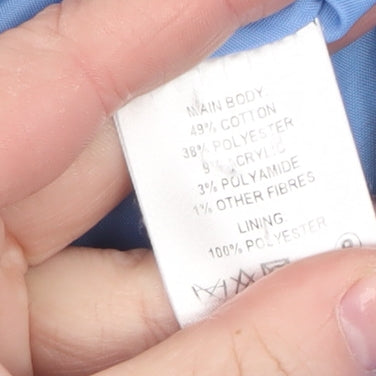 MAIN BODY
49% COTTON
38% POLYESTER
9% ACRYLIC
3% POLYAMIDE
1% OTHER FIBRES
LINING
100% POLYESTER
P